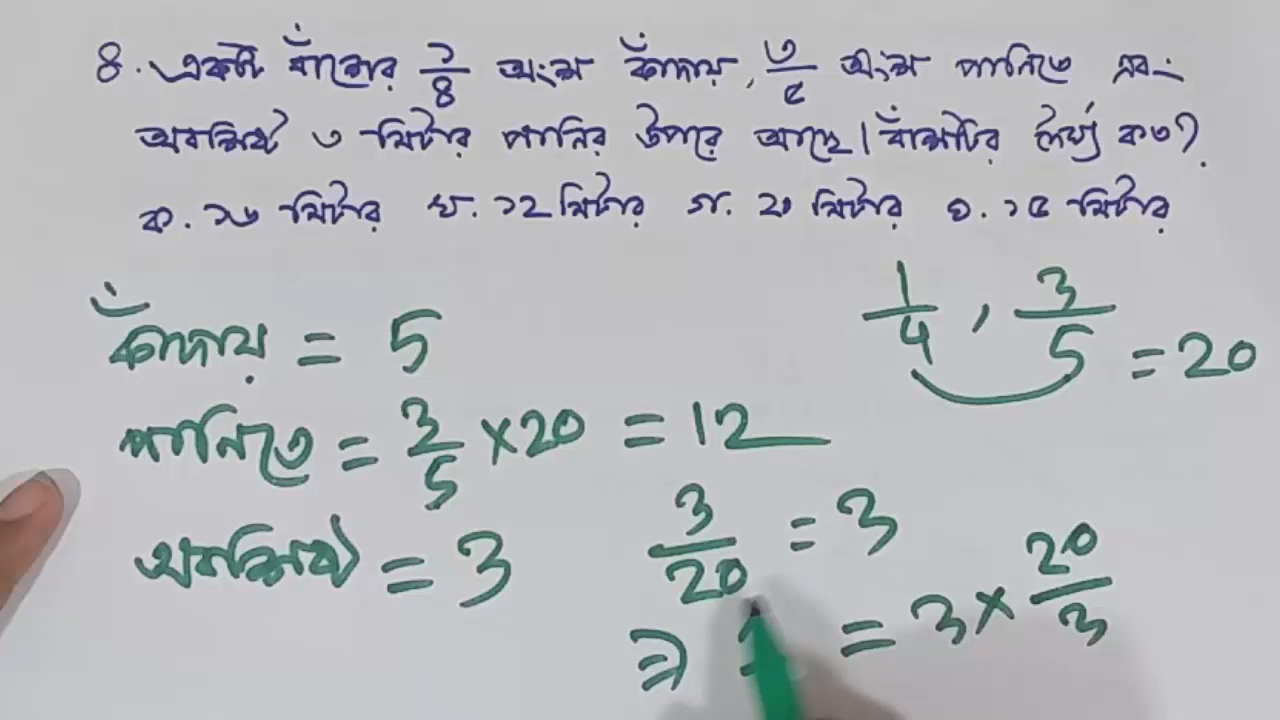 ৪. একটি বাঁশের ১/৪ অংশ কাঁদায়, ৩/৫ অংশ পানিতে এবং
অবশিষ্ট ৩ মিটার পানির উপরে আছে। বাঁশটির দৈর্ঘ্য কত?
ক. ১৬ মিটার খ. ১২ মিটার গ. ২০ মিটার ঘ. ১৫ মিটার
1/4 , 3/5 = 20
কাঁদায় = 5
পানিতে = 3/5 × 20 = 12
অবশিষ্ট = 3
3/20 = 3
⇒ = 3 × 20/3